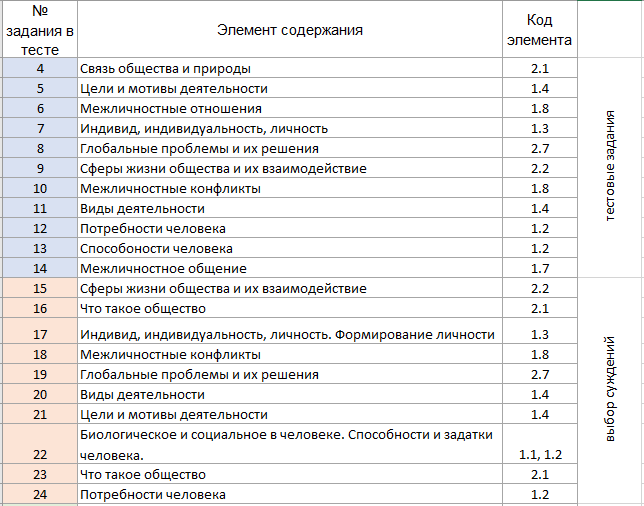 № задания в тесте Элемент содержания Код элемента
4 Связь общества и природы 2.1
5 Цели и мотивы деятельности 1.4
6 Межличностные отношения 1.8
7 Индивид, индивидуальность, личность 1.3
8 Глобальные проблемы и их решения 2.7
9 Сферы жизни общества и их взаимодействие 2.2
10 Межличностные конфликты 1.8
11 Виды деятельности 1.4
12 Потребности человека 1.2
13 Способоности человека 1.2
14 Межличностное общение 1.7
тестовые задания
15 Сферы жизни общества и их взаимодействие 2.2
16 Что такое общество 2.1
17 Индивид, индивидуальность, личность. Формирование личности 1.3
18 Межличностные конфликты 1.8
19 Глобальные проблемы и их решения 2.7
20 Виды деятельности 1.4
21 Цели и мотивы деятельности 1.4
Биологическое и социальное в человеке. Способности и задатки
22 человека. 1.1, 1.2
23 Что такое общество 2.1
24 Потребности человека 1.2
выбор суждений